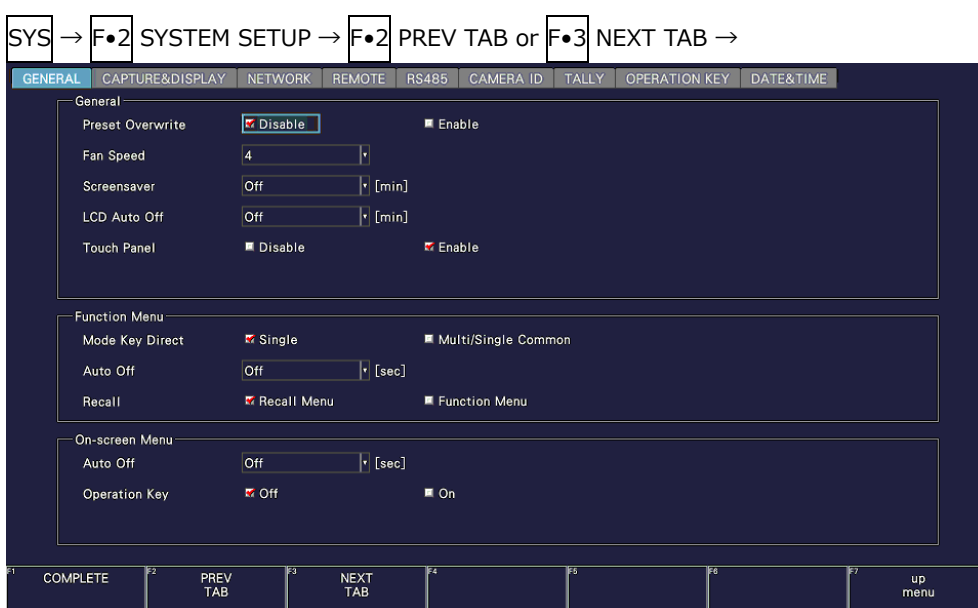 SYS → F•2 SYSTEM SETUP → F•2 PREV TAB or F•3 NEXT TAB →
GENERAL CAPTURE&DISPLAY NETWORK REMOTE RS485 CAMERA ID TALLY OPERATION KEY DATE&TIME
General
Preset Overwrite Disable Enable
Fan Speed 4
Screensaver Off [min]
LCD Auto Off Off [min]
Touch Panel Disable Enable
Function Menu
Mode Key Direct Single Multi/Single Common
Auto Off Off [sec]
Recall Recall Menu Function Menu
On-screen Menu
Auto Off Off [sec]
Operation Key Off On
F1 COMPLETE F2 PREV F3 NEXT F4 F5 F6 F7 up
TAB TAB menu